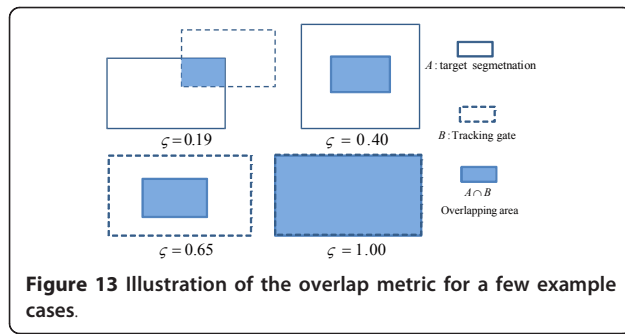 ς = 0.19
ς = 0.40
ς = 0.65
ς = 1.00
A : target segmetnation
B : Tracking gate
A ∩ B
Overlapping area
Figure 13 Illustration of the overlap metric for a few example
cases.